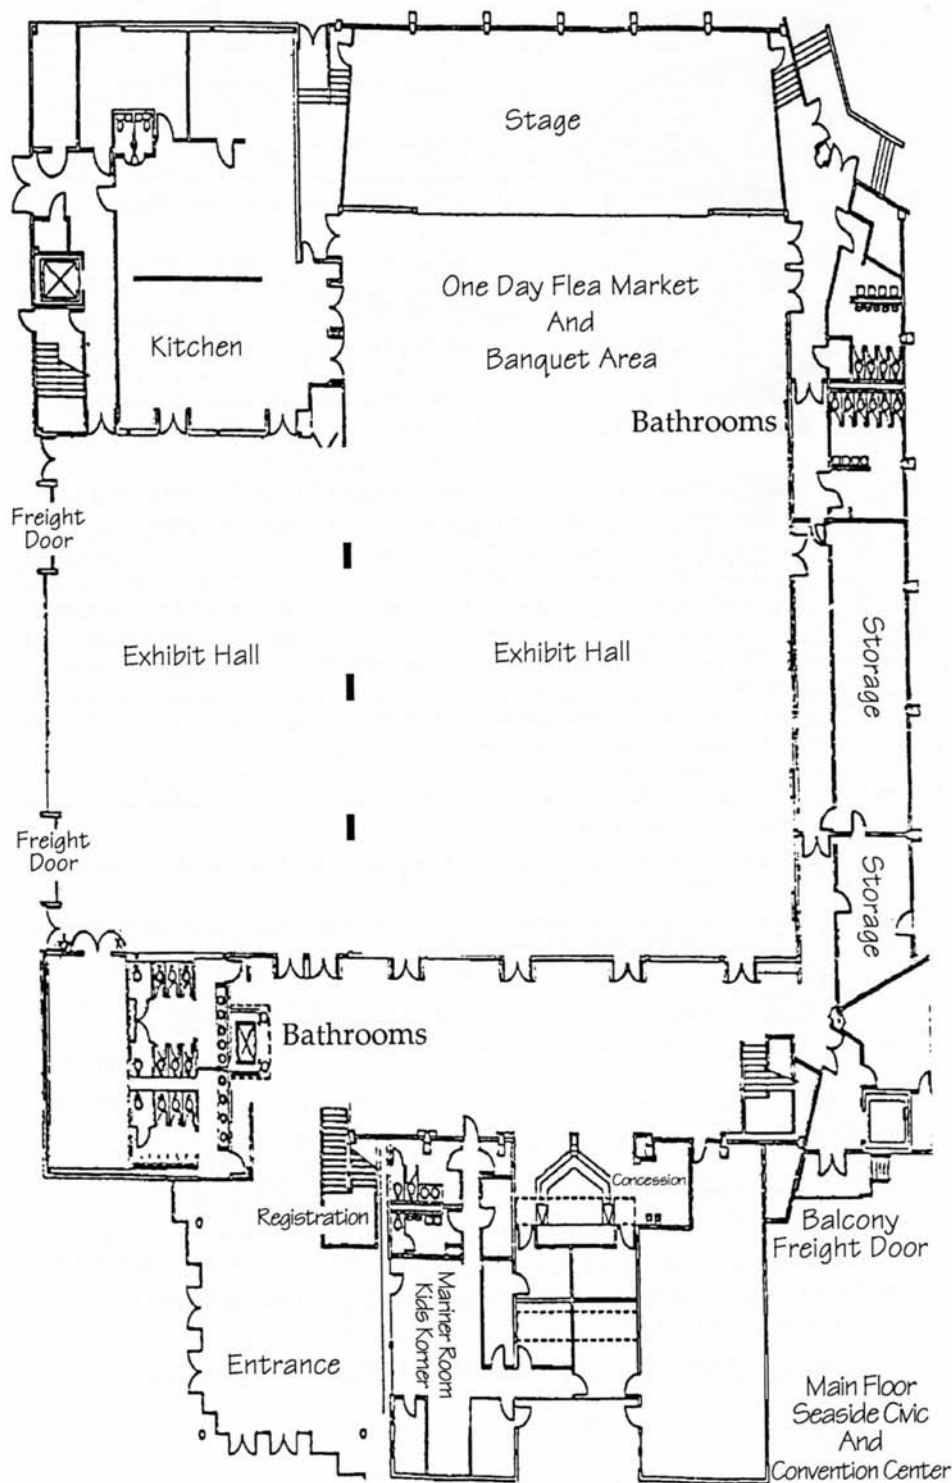 Stage
One Day Flea Market
And
Banquet Area
Kitchen
Bathrooms
Freight
Door
Exhibit Hall
Exhibit Hall
Storage
Freight
Door
Storage
Bathrooms
Concession
Registration
Balcony
Freight Door
Mariner Room
Kids Korner
Entrance
Main Floor
Seaside Civic
And
Convention Center